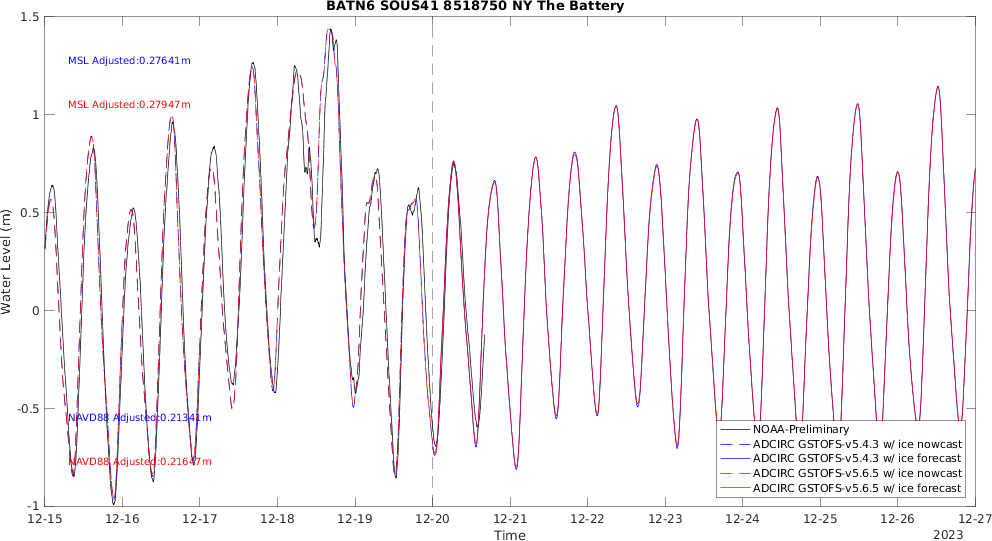 BATN6 SOUS41 8518750 NY The Battery
1.5
MSL Adjusted:0.27641m
MSL Adjusted:0.27947m
1
0.5
0
-0.5
-1
Water Level (m)
NAVD88 Adjusted:0.21341m
NAVD88 Adjusted:0.21647m
NOAA-Preliminary
ADCIRC GSTOFS-v5.4.3 w/ ice nowcast
ADCIRC GSTOFS-v5.4.3 w/ ice forecast
ADCIRC GSTOFS-v5.6.5 w/ ice nowcast
ADCIRC GSTOFS-v5.6.5 w/ ice forecast
12-15 12-16 12-17 12-18 12-19 12-20 12-21 12-22 12-23 12-24 12-25 12-26 12-27
Time
2023